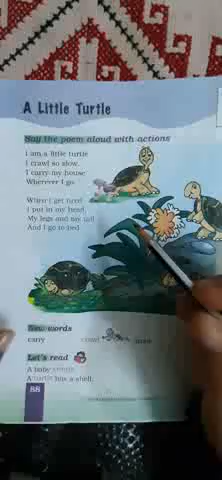 A Little Turtle
Say the poem aloud with actions
I am a little turtle
I crawl so slow.
I carry my house
Wherever I go.
When I get tired
I put in my head,
My legs and my tail
And I go to bed.
New words
carry crawl
Let's read
A baby
A turtle has a shell.
88